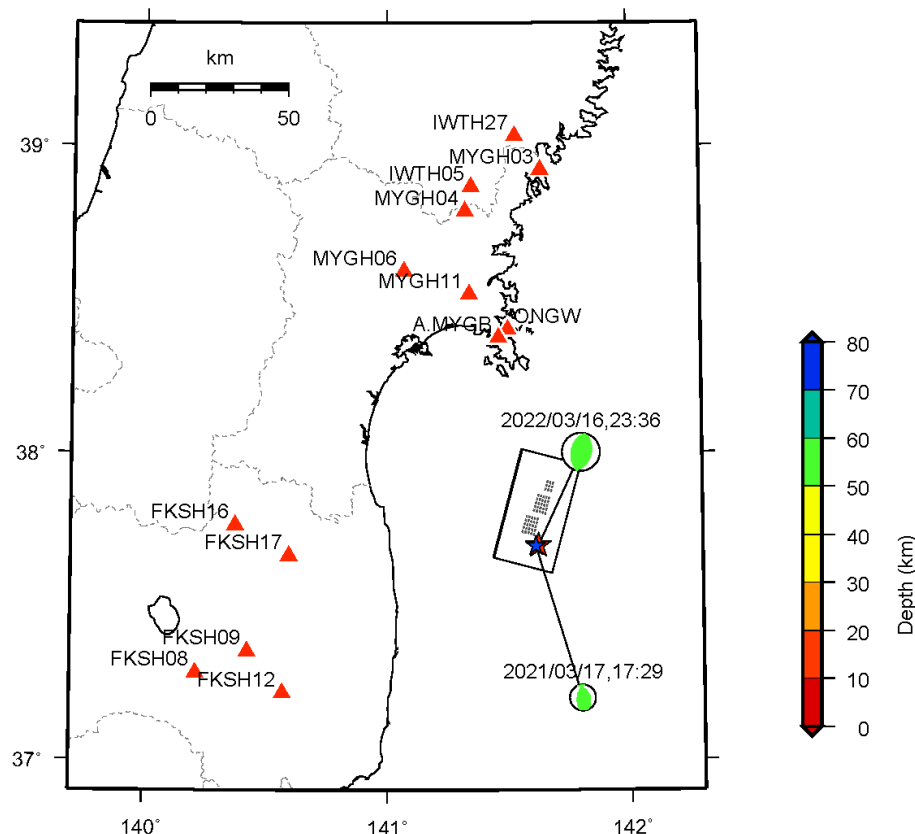 km
0 50
IWTH27
39° MYGH03
IWTH05
MYGH04
MYGH06
MYGH11
O.NGW
A.MYGB
80
2022/03/16,23:36
70
38°
60
50
FKSH16
40
FKSH17
30
FKSH09
20
FKSH08
2021/03/17,17:29
FKSH12
10
0
37°
Depth (km)
140° 141° 142°